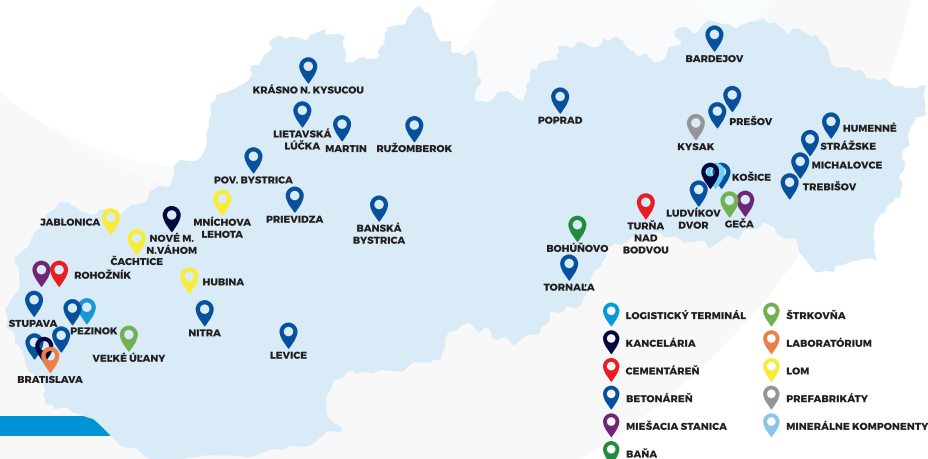 BARDEJOV
KRÁSNO N. KYSUCOU
POPRAD
PREŠOV
LIETAVSKÁ
LÚČKA
MARTIN
RUŽOMBEROK
KYSAK
HUMENNÉ
STRÁŽSKE
MICHALOVCE
POV. BYSTRICA
KOŠICE
TREBIŠOV
PRIEVIDZA
JABLONICA
MNÍCHOVA
LEHOTA
BANSKÁ
BYSTRICA
LUDVÍKOV
DVOR
GEČA
TURŇA
NAD
BODVOU
NOVÉ M.
N.VÁHOM
ČACHTICE
BOHÚŇOVO
ROHOŽNÍK
HUBINA
TORNAĽA
STUPAVA
PEZINOK
NITRA
VEĽKÉ ÚĽANY
LEVICE
BRATISLAVA
LOGISTICKÝ TERMINÁL
KANCELÁRIA
CEMENTÁREŇ
BETONÁREŇ
MIEŠACIA STANICA
BAŇA
ŠTRKOVŇA
LABORATÓRIUM
LOM
PREFABRIKÁTY
MINERÁLNE KOMPONENTY